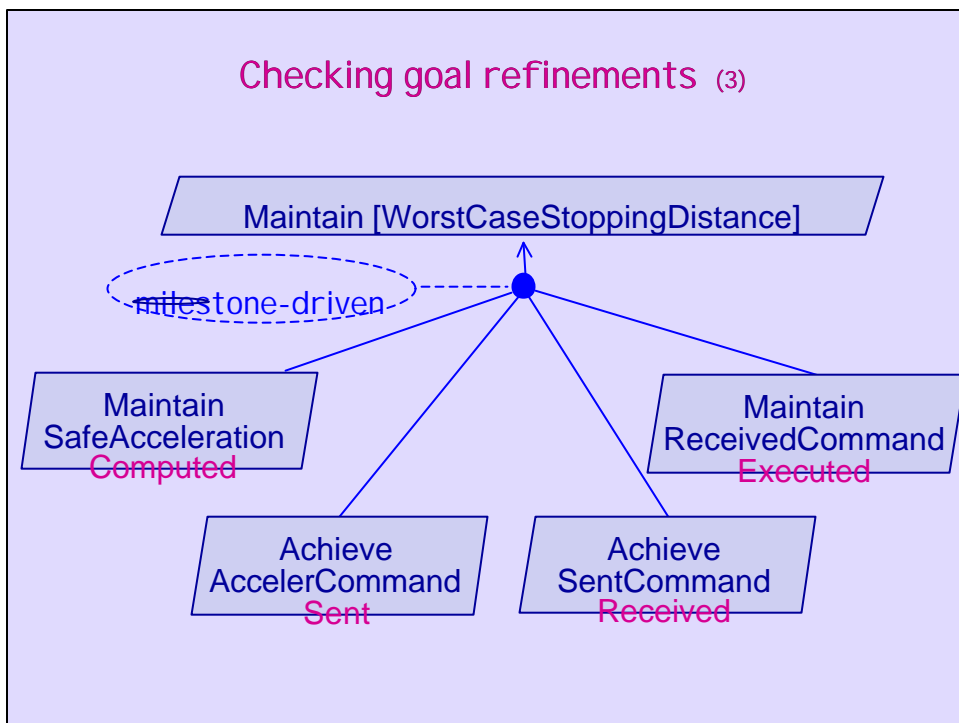 Checking goal refinements (3)
Maintain [WorstCaseStoppingDistance]
milestone-driven
Maintain
SafeAcceleration
Computed
Maintain
ReceivedCommand
Executed
Achieve
AccelerCommand
Sent
Achieve
SentCommand
Received